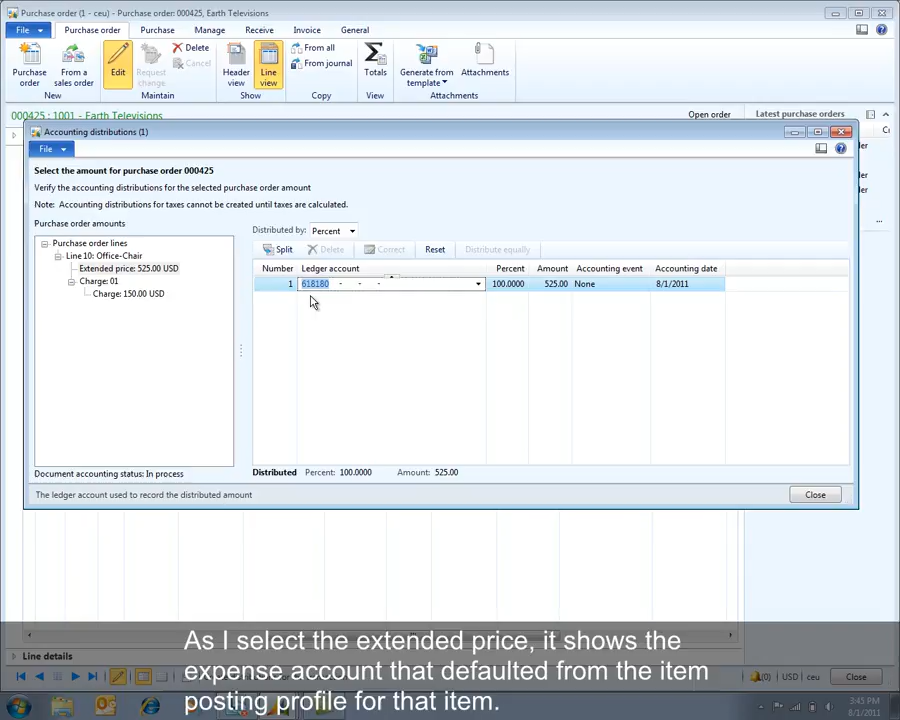 Purchase order (1 - ceu) - Purchase order: 000425, Earth Televisions
File Purchase order Purchase Manage Receive Invoice General
Purchase order
From a sales order
New
Edit
Request change
Delete
Cancel
Maintain
Header view
Line view
Show
From all
From journal
Copy
Totals
View
Generate from template
Attachments
Attachments
000425 : 1001 - Earth Televisions
Open order
Latest purchase orders
Accounting distributions (1)
File
Select the amount for purchase order 000425
Verify the accounting distributions for the selected purchase order amount
Note: Accounting distributions for taxes cannot be created until taxes are calculated.
Purchase order amounts
Distributed by: Percent
Purchase order lines
Line 10: Office-Chair
Extended price: 525.00 USD
Charge: 01
Charge: 150.00 USD
Split Delete Correct Reset Distribute equally
Number Ledger account Percent Amount Accounting event Accounting date
1 618180 - - - 100.0000 525.00 None 8/1/2011
Document accounting status: In process
Distributed Percent: 100.0000 Amount: 525.00
The ledger account used to record the distributed amount
Close
As I select the extended price, it shows the
expense account that defaulted from the item
posting profile for that item.
Line details
(0) USD ceu Close
3:45 PM
8/1/2011